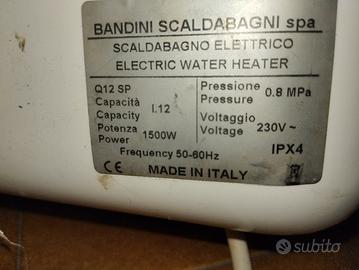 BANDINI SCALDABAGNI spa
SCALDABAGNO ELETTRICO
ELECTRIC WATER HEATER
Q12 SP
Capacità
Capacity
l.12
Potenza
Power
1500W
Pressione
Pressure
0.8 MPa
Voltaggio
Voltage
230V ~
Frequency 50-60Hz
IPX4
CE
MADE IN ITALY
subito